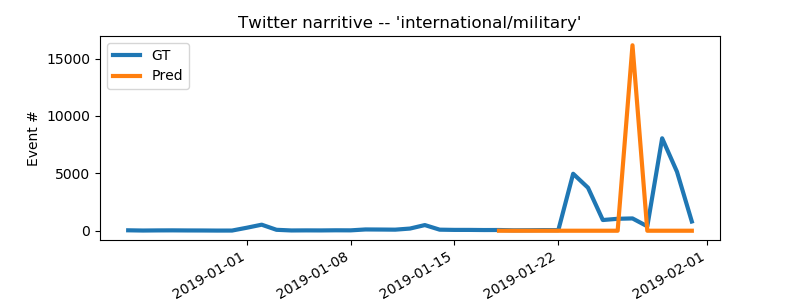 Twitter narritive -- 'international/military'
GT
Pred
Event #
15000
10000
5000
0
2019-01-01
2019-01-08
2019-01-15
2019-01-22
2019-02-01